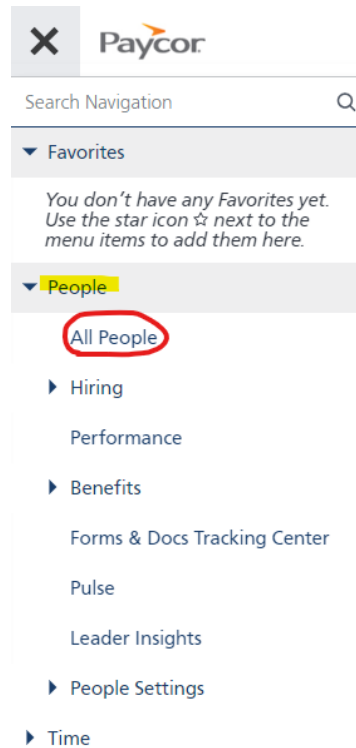 Paycor
Search Navigation
Favorites
You don't have any Favorites yet.
Use the star icon ☆ next to the
menu items to add them here.
People
All People
Hiring
Performance
Benefits
Forms & Docs Tracking Center
Pulse
Leader Insights
People Settings
Time